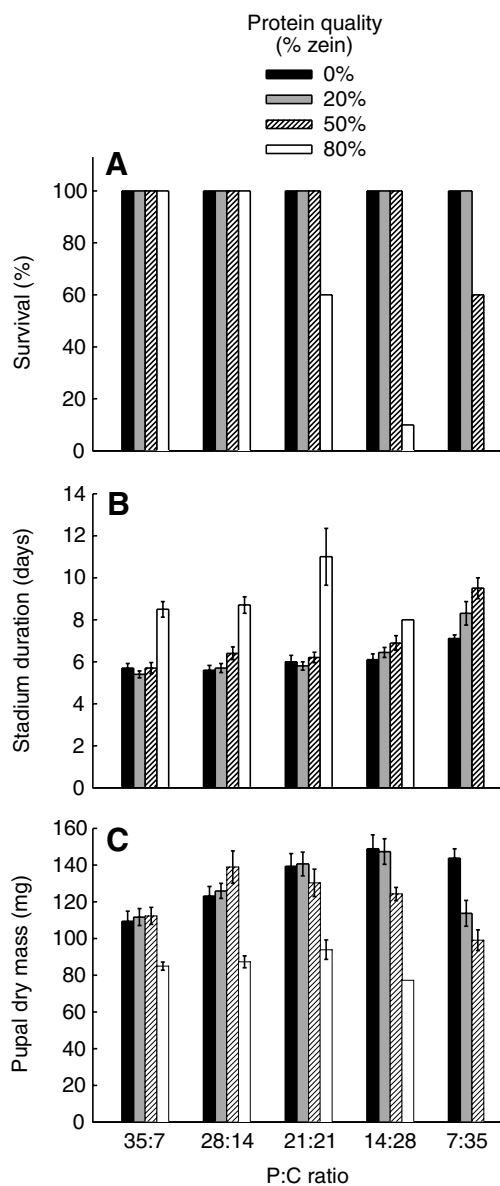 Protein quality
(% zein)
0%
20%
50%
80%
A
100
80
60
40
20
0
Survival (%)
B
14
12
10
8
6
4
2
0
Stadium duration (days)
C
160
140
120
100
80
60
40
20
0
Pupal dry mass (mg)
35:7 28:14 21:21 14:28 7:35
P:C ratio